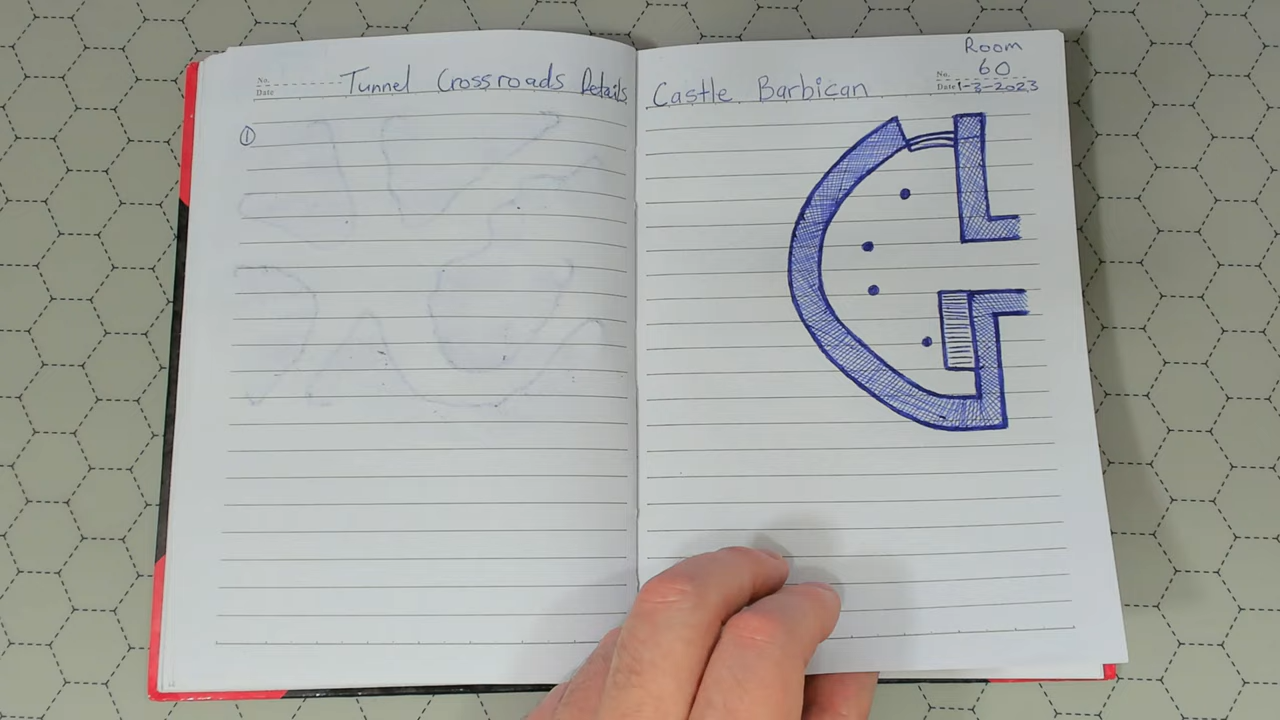 No.
Date
Tunnel Crossroads Details
①
Room
60
No.
Date 1-3-2023
Castle Barbican